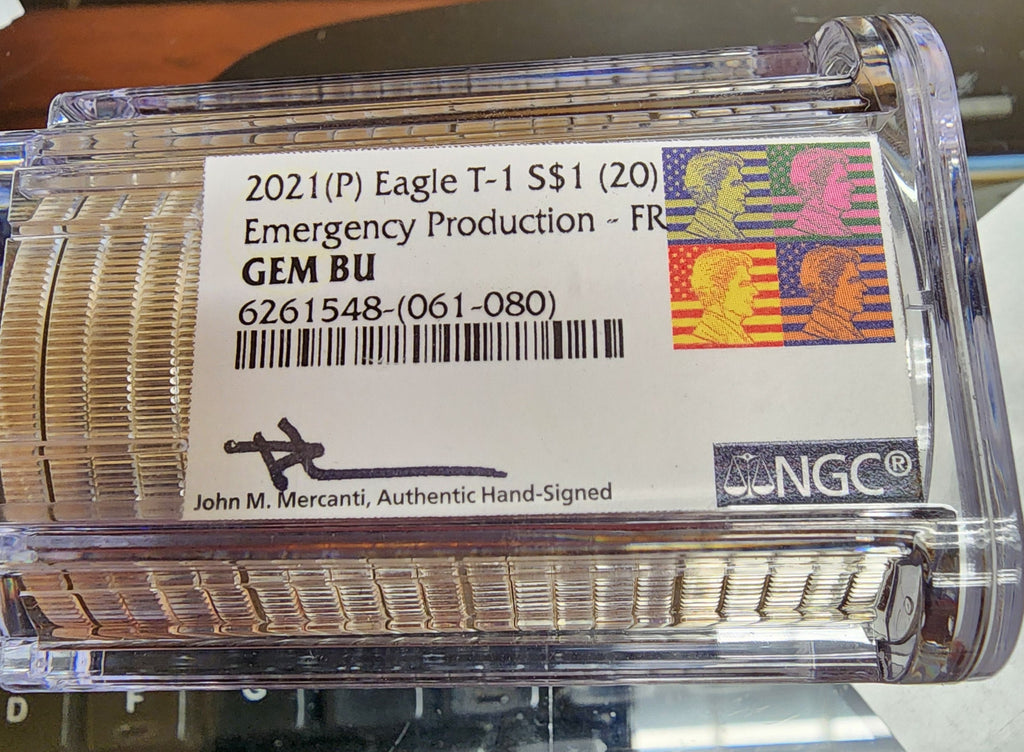 2021(P) Eagle T-1 S$1 (20)
Emergency Production - FR
GEM BU
6261548-(061-080)
John M. Mercanti, Authentic Hand-Signed
NGC®
D F G